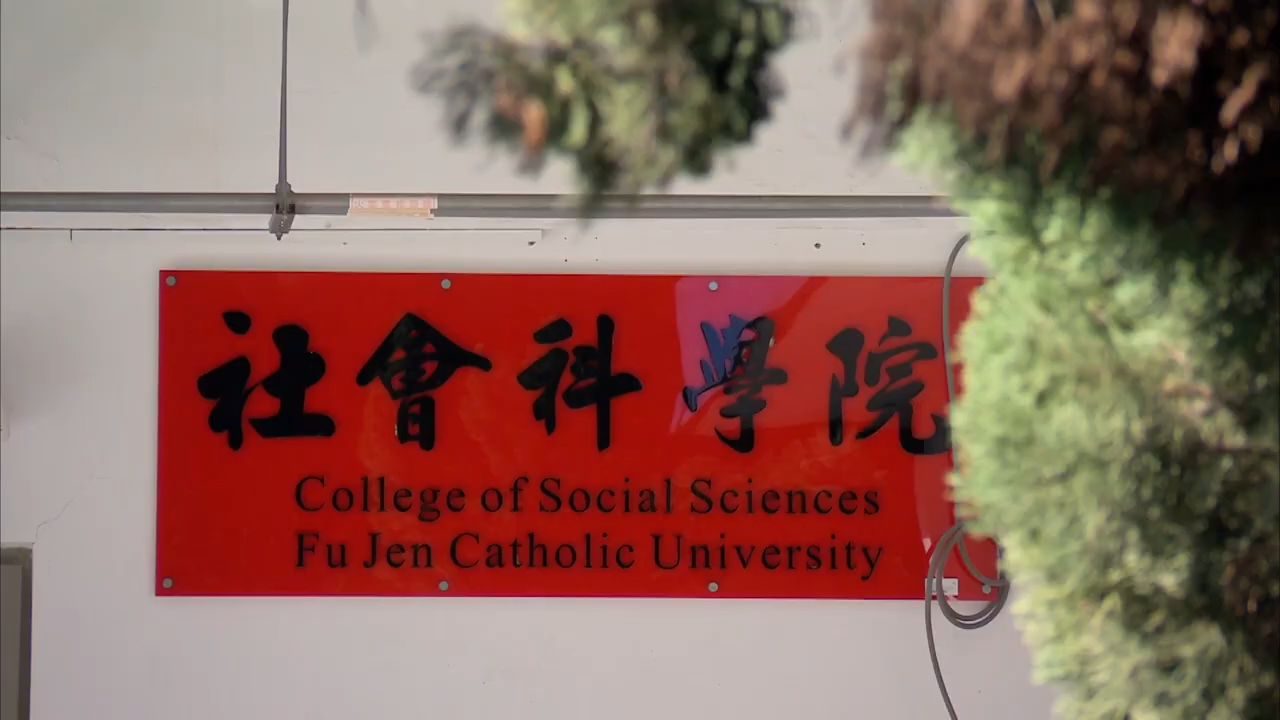 社會科學院
College of Social Sciences
Fu Jen Catholic University